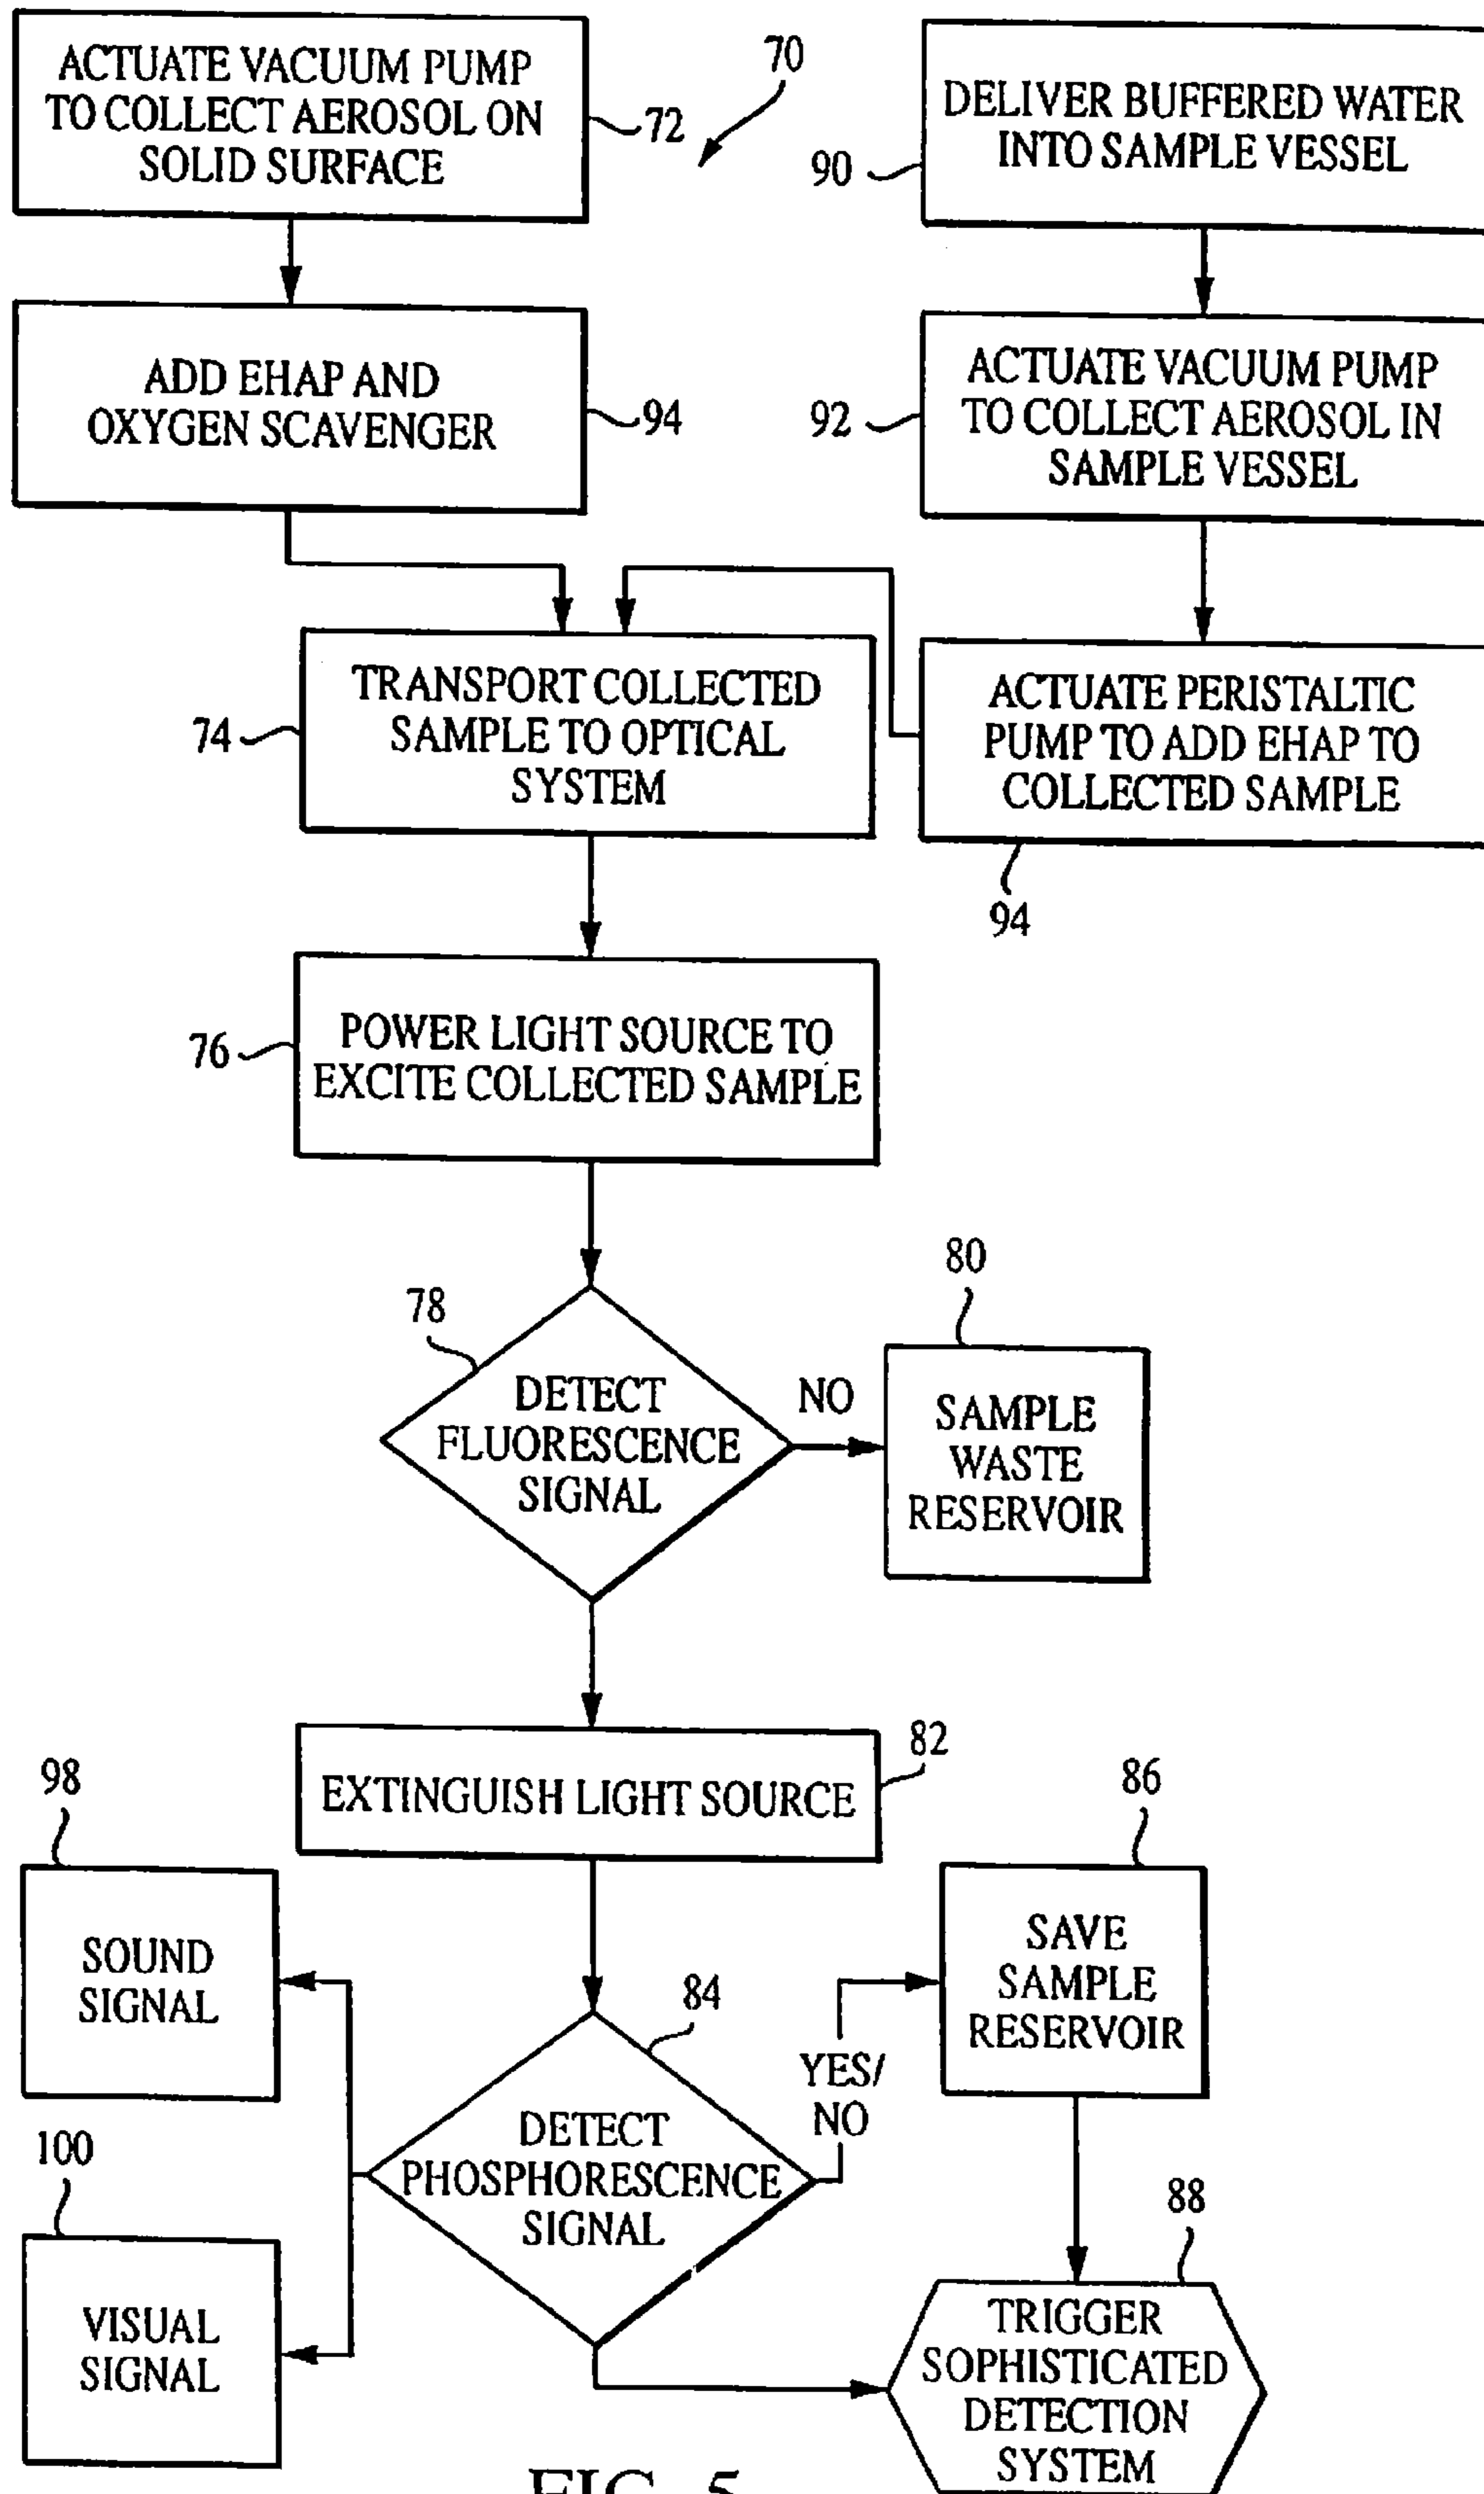 ACTUATE VACUUM PUMP
TO COLLECT AEROSOL ON
SOLID SURFACE
72
70
DELIVER BUFFERED WATER
INTO SAMPLE VESSEL
90
ADD EHAP AND
OXYGEN SCAVENGER
94
ACTUATE VACUUM PUMP
TO COLLECT AEROSOL IN
SAMPLE VESSEL
92
TRANSPORT COLLECTED
SAMPLE TO OPTICAL
SYSTEM
74
ACTUATE PERISTALTIC
PUMP TO ADD EHAP TO
COLLECTED SAMPLE
94
POWER LIGHT SOURCE TO
EXCITE COLLECTED SAMPLE
76
78
DETECT
FLUORESCENCE
SIGNAL
NO
80
SAMPLE
WASTE
RESERVOIR
EXTINGUISH LIGHT SOURCE
82
98
SOUND
SIGNAL
86
SAVE
SAMPLE
RESERVOIR
84
YES/
NO
DETECT
PHOSPHORESCENCE
SIGNAL
100
VISUAL
SIGNAL
88
TRIGGER
SOPHISTICATED
DETECTION
SYSTEM
FIG. 5